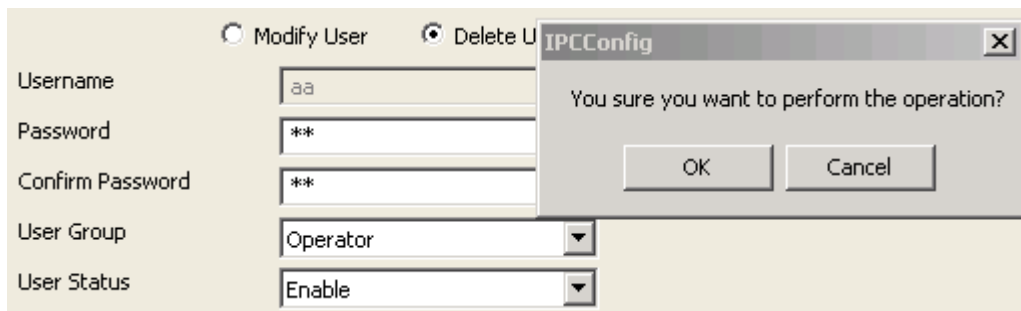 Modify User Delete U
IPCConfig
Username aa
You sure you want to perform the operation?
Password **
OK Cancel
Confirm Password **
User Group Operator
User Status Enable